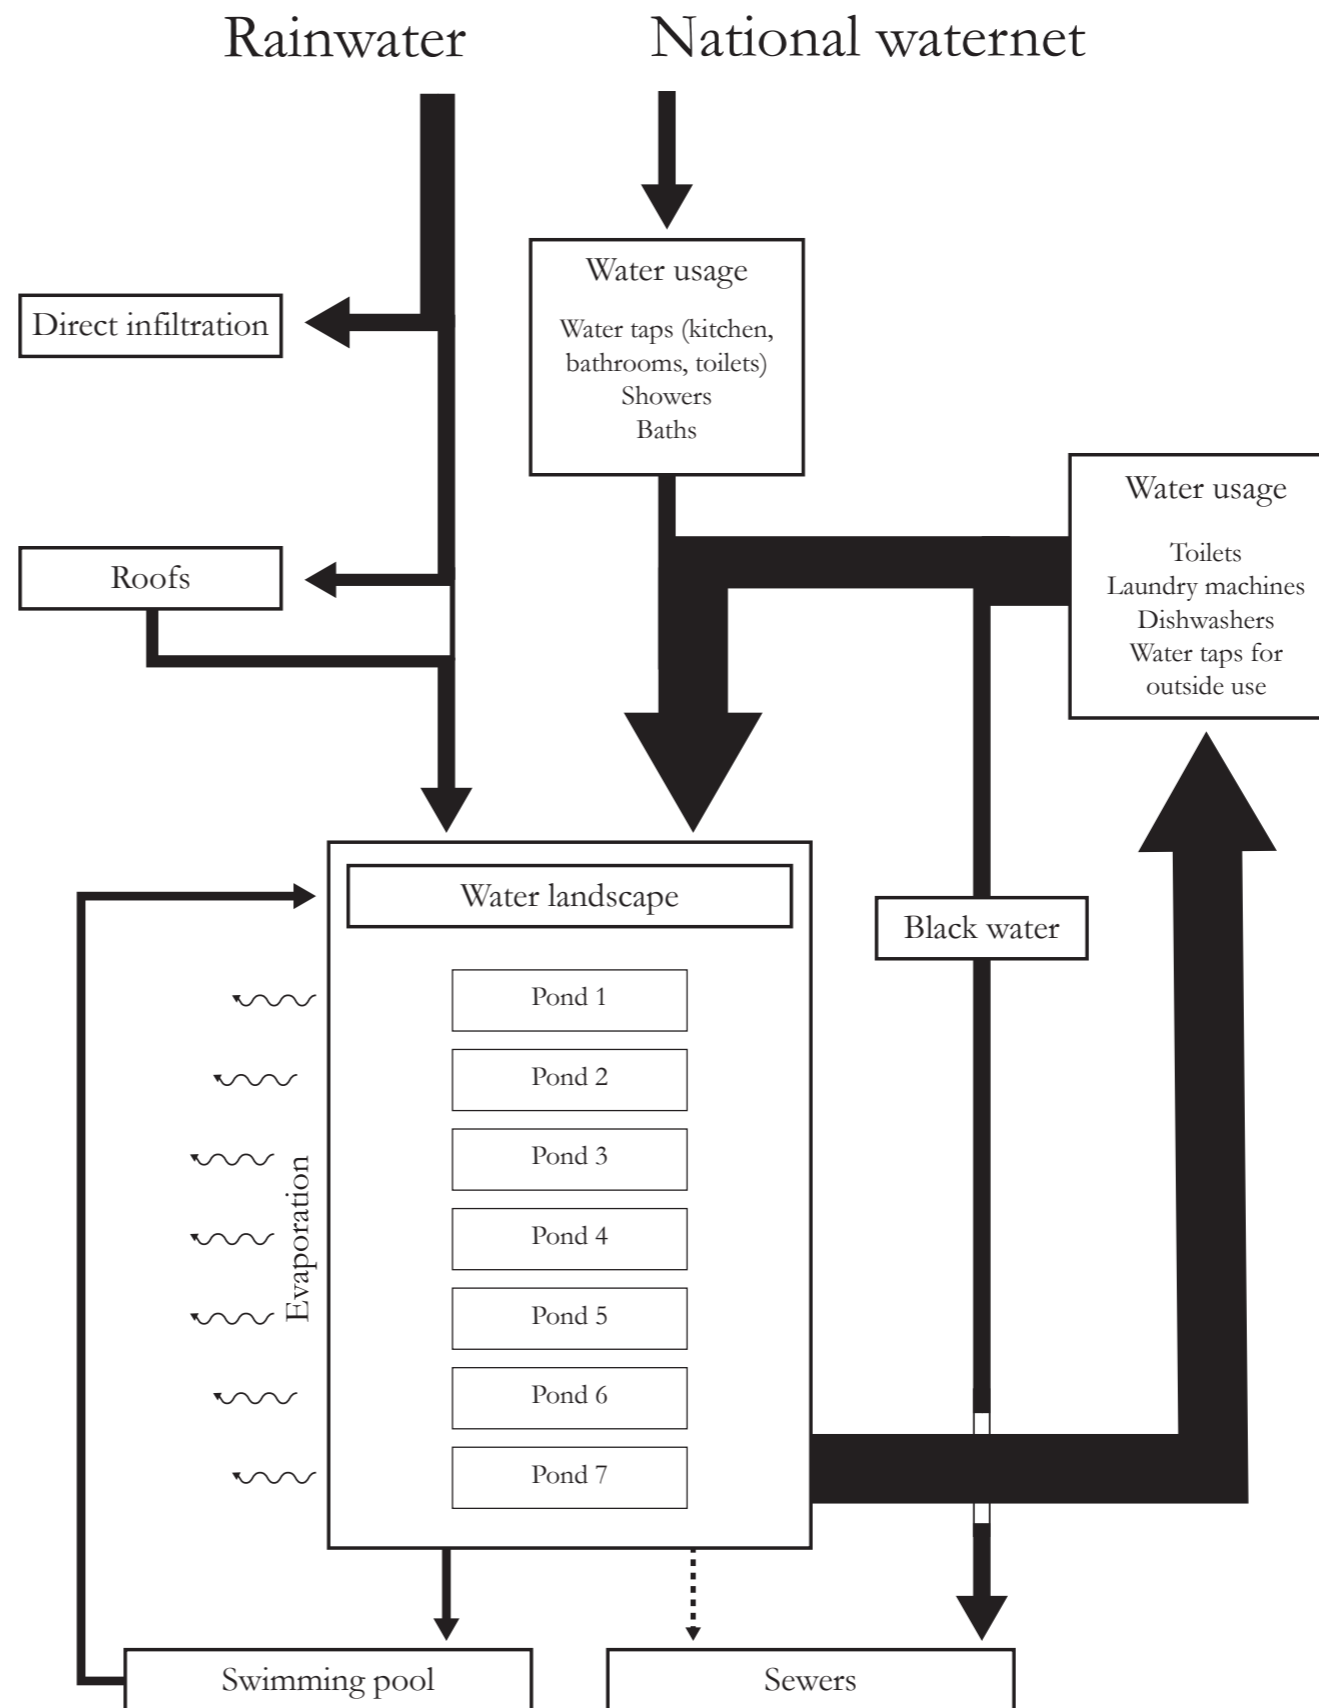 Rainwater
National waternet
Water usage
Water taps (kitchen,
bathrooms, toilets)
Showers
Baths
Direct infiltration
Water usage
Toilets
Laundry machines
Dishwashers
Water taps for
outside use
Roofs
Water landscape
Black water
Pond 1
Pond 2
Pond 3
Pond 4
Pond 5
Pond 6
Pond 7
Evaporation
Swimming pool
Sewers